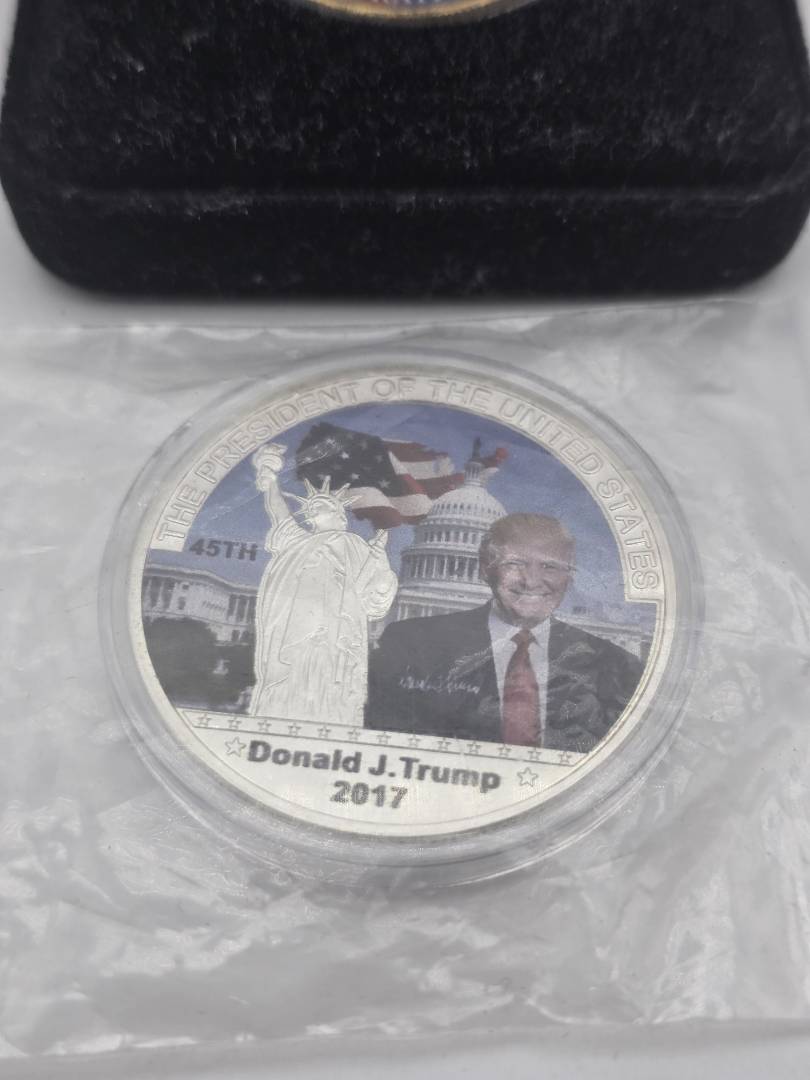 THE PRESIDENT OF THE UNITED STATES
45TH
Donald J. Trump
2017